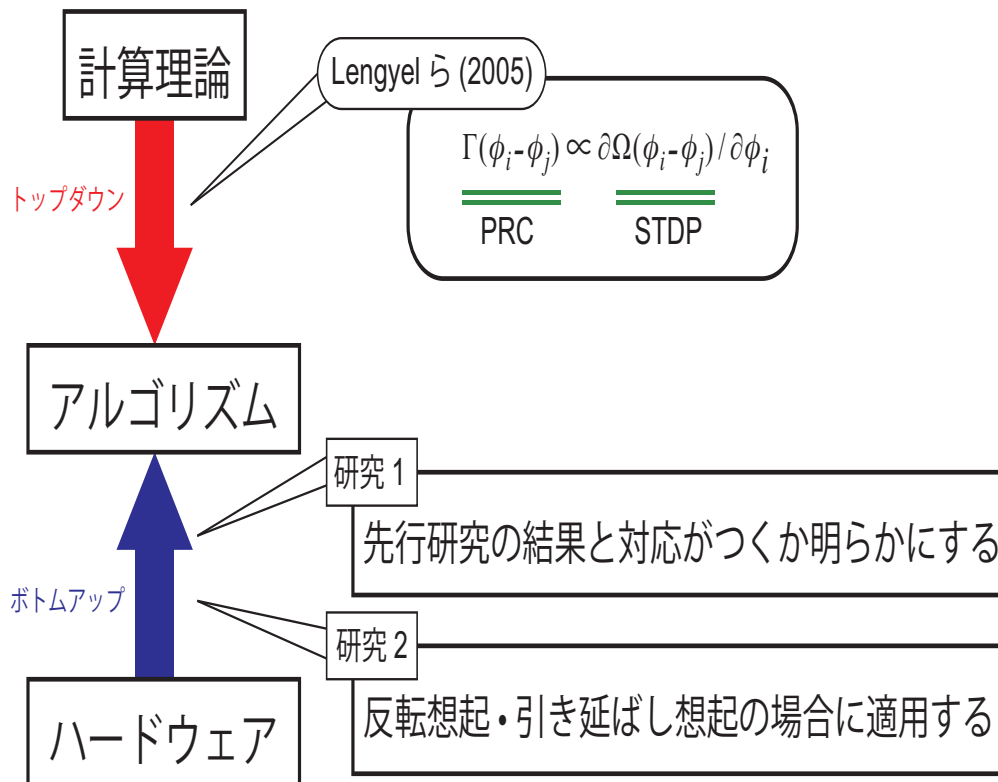 計算理論
Lengyel ら (2005)
Γ(ϕᵢ-ϕⱼ) ∝ ∂Ω(ϕᵢ-ϕⱼ) / ∂ϕᵢ
PRC STDP
トップダウン
アルゴリズム
研究 1
先行研究の結果と対応がつくか明らかにする
ボトムアップ
研究 2
反転想起・引き延ばし想起の場合に適用する
ハードウェア